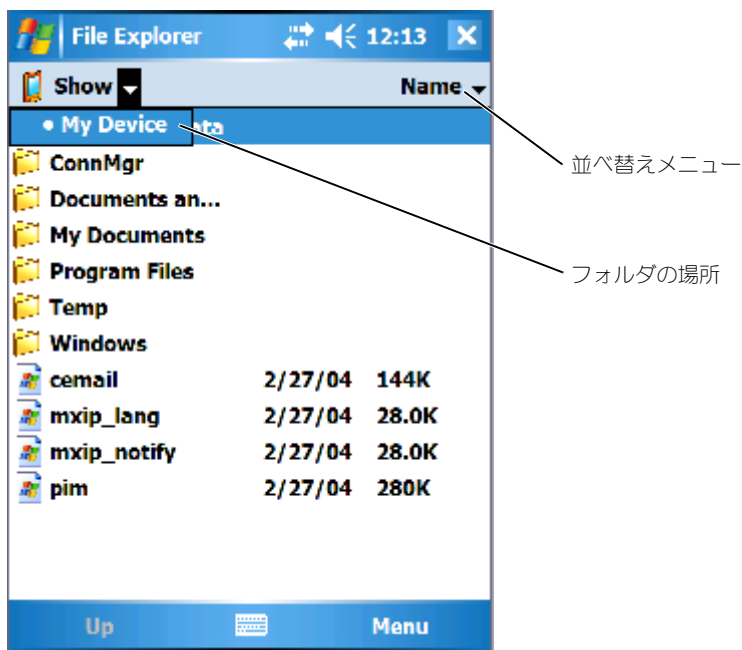 File Explorer 12:13
Show Name
• My Device ata
ConnMgr
並べ替えメニュー
Documents an...
My Documents
Program Files
フォルダの場所
Temp
Windows
cemail 2/27/04 144K
mxip_lang 2/27/04 28.0K
mxip_notify 2/27/04 28.0K
pim 2/27/04 280K
Up Menu